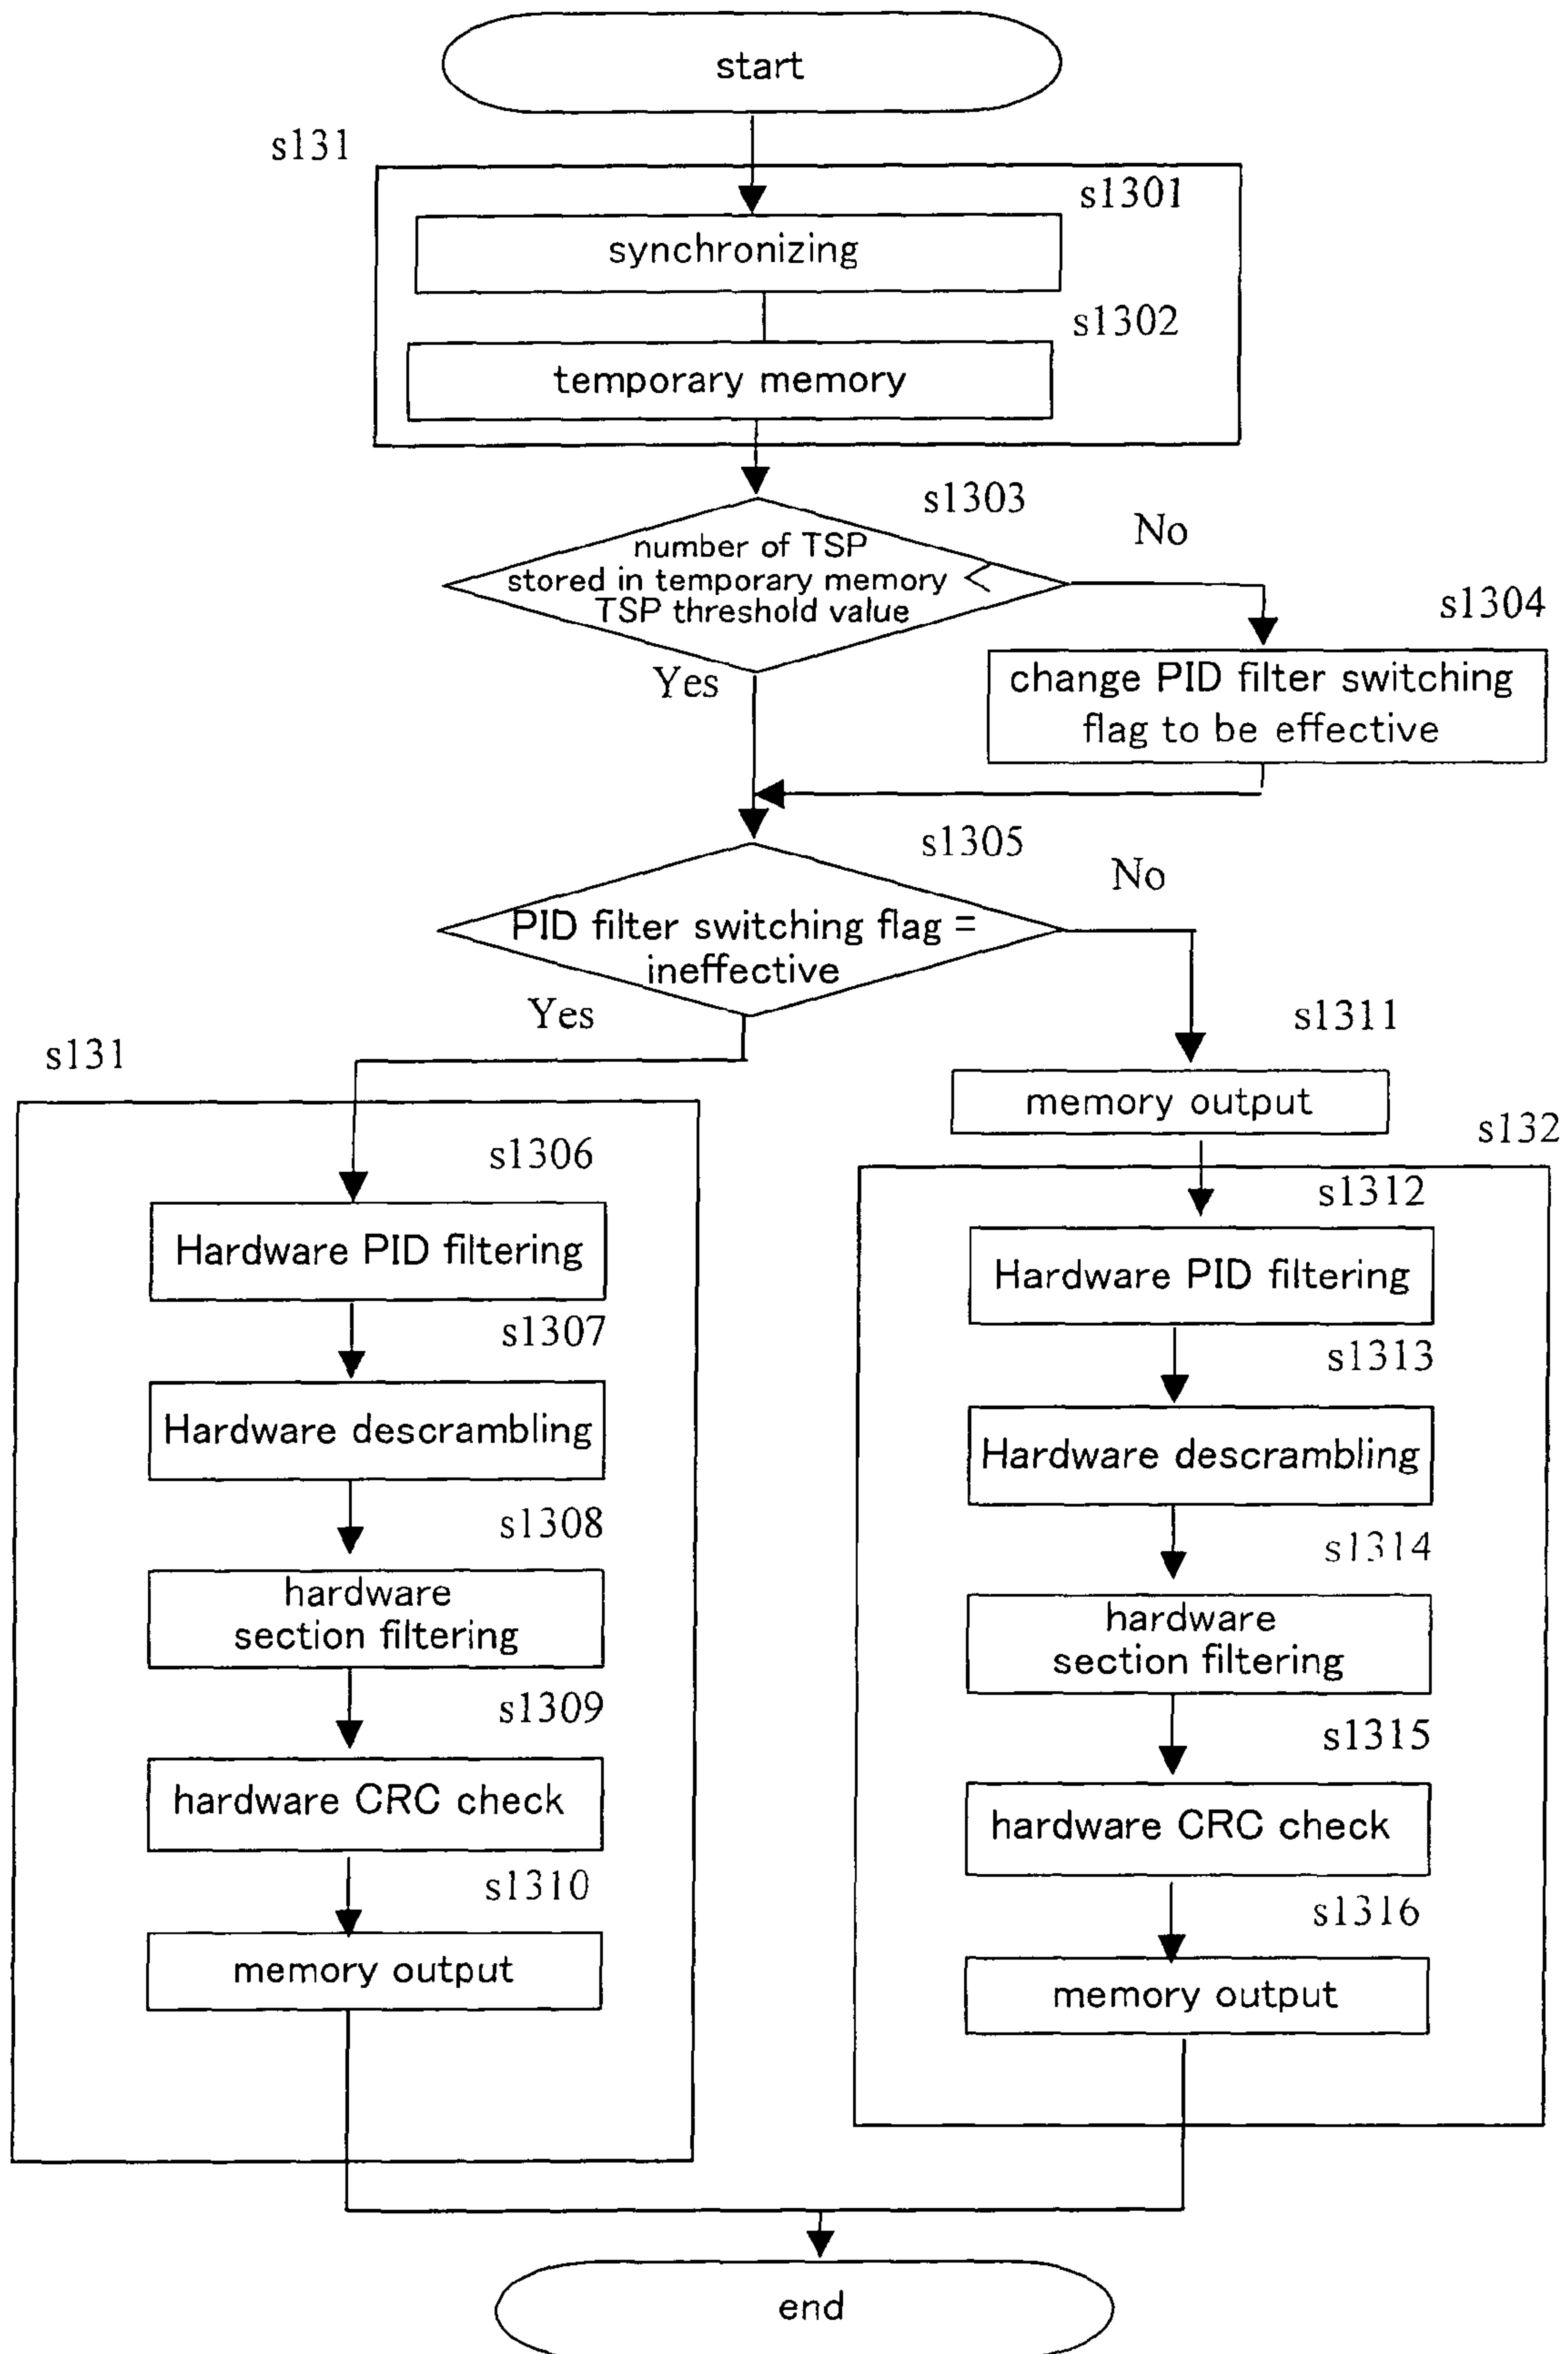 start
s131
s1301
synchronizing
s1302
temporary memory
s1303
No
number of TSP
stored in temporary memory <
TSP threshold value
s1304
Yes
change PID filter switching
flag to be effective
s1305
No
PID filter switching flag =
ineffective
Yes
s1311
s131
memory output
s132
s1306
s1312
Hardware PID filtering
Hardware PID filtering
s1307
s1313
Hardware descrambling
Hardware descrambling
s1308
s1314
hardware
section filtering
hardware
section filtering
s1309
s1315
hardware CRC check
hardware CRC check
s1310
s1316
memory output
memory output
end